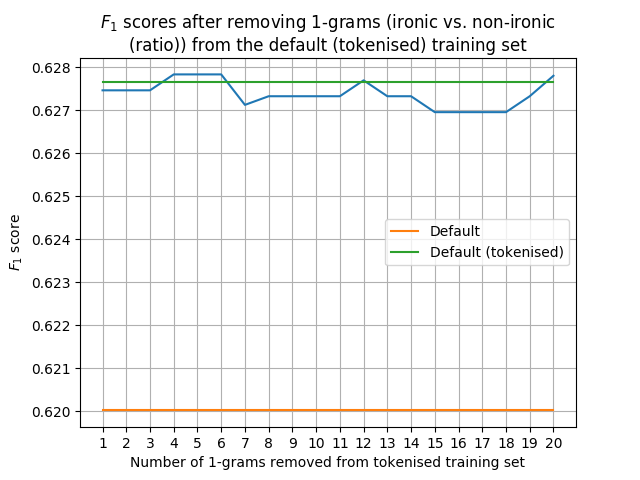 F1 scores after removing 1-grams (ironic vs. non-ironic
(ratio)) from the default (tokenised) training set
0.628
0.627
0.626
0.625
0.624
0.623
0.622
0.621
0.620
F1 score
Default
Default (tokenised)
1 2 3 4 5 6 7 8 9 10 11 12 13 14 15 16 17 18 19 20
Number of 1-grams removed from tokenised training set